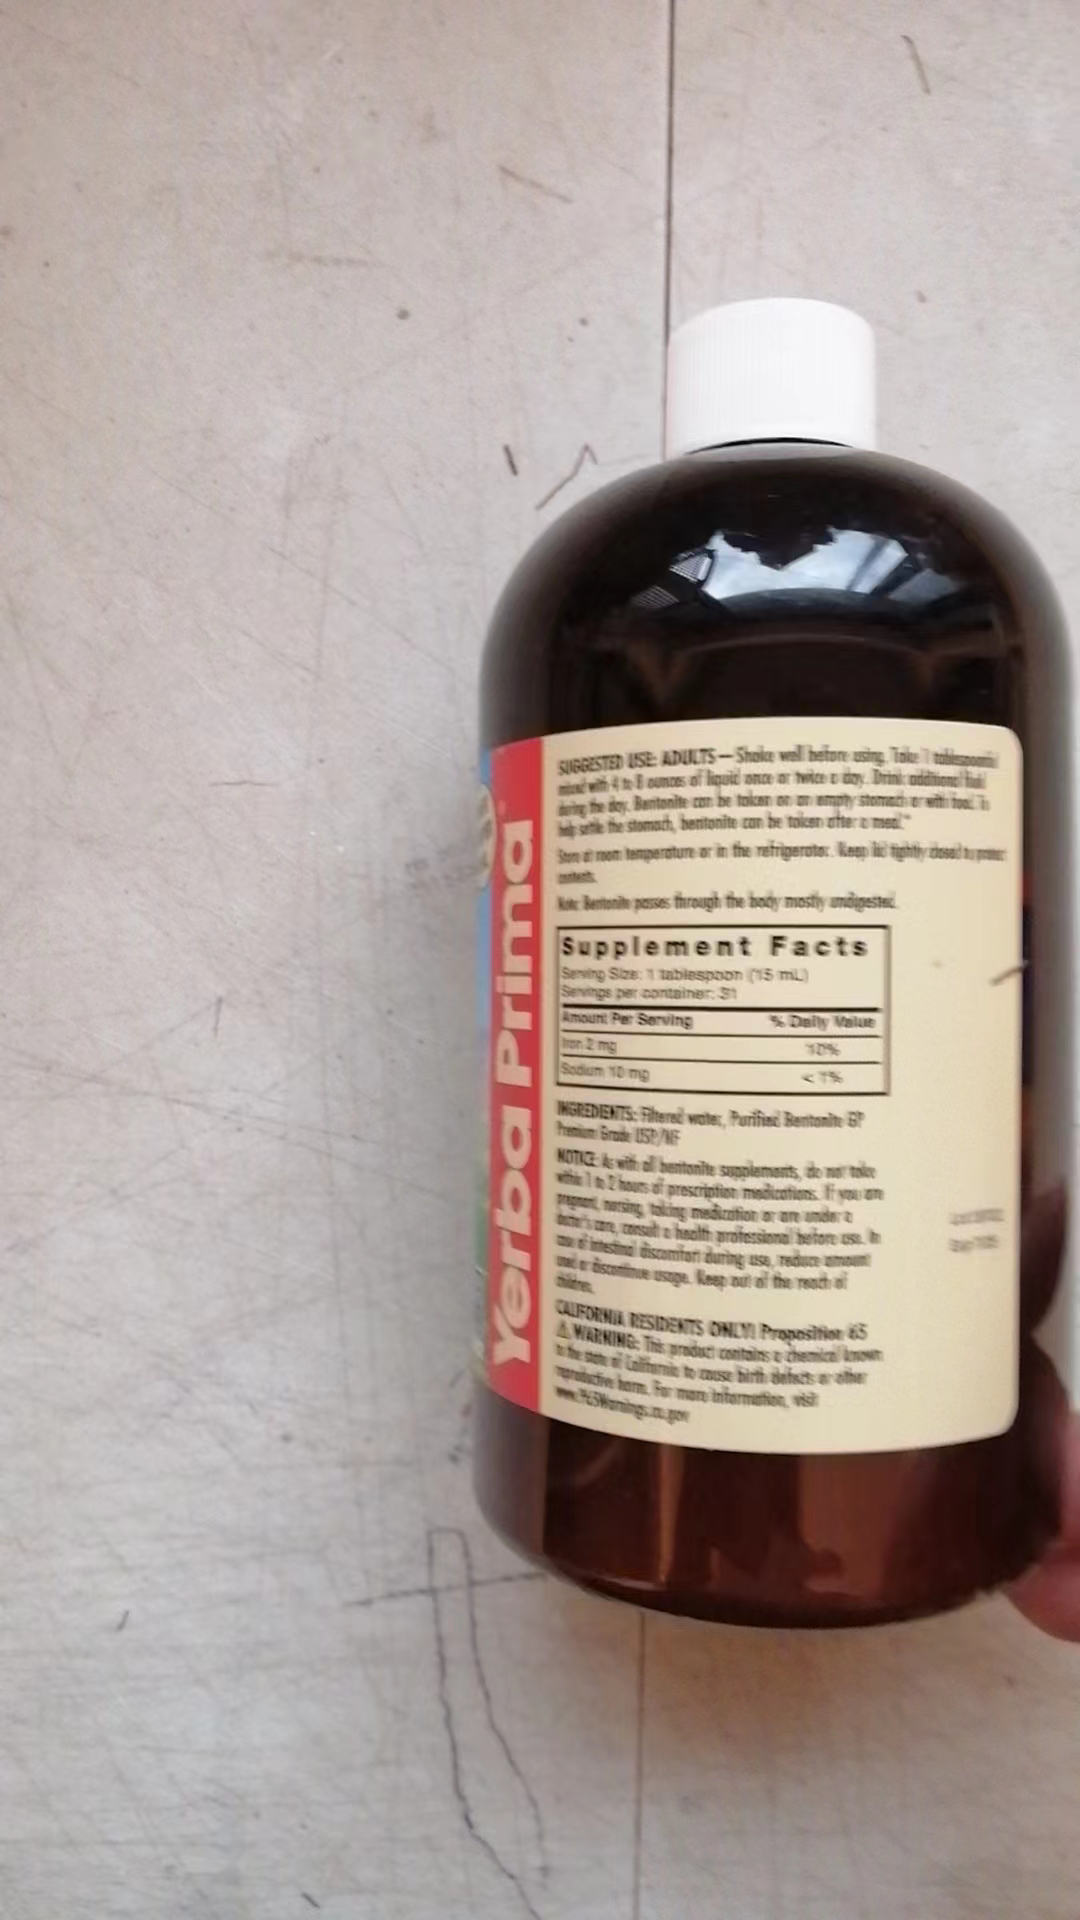 Yerba Prima
SUGGESTED USE: ADULTS — Shake well before using. Take 1 tablespoonful
mixed with 4 to 8 ounces of liquid once or twice a day. Drink additional fluid
during the day. Bentonite can be taken on an empty stomach or with food. To
help settle the stomach, bentonite can be taken after a meal.*
Store at room temperature or in the refrigerator. Keep lid tightly closed to protect
contents.
Note: Bentonite passes through the body mostly undigested.
Supplement Facts
Serving Size: 1 tablespoon (15 mL)
Servings per container: 31
Amount Per Serving % Daily Value
Iron 2 mg 10%
Sodium 10 mg < 1%
INGREDIENTS: Filtered water, Purified Bentonite GP
Premium Grade USP/NF
NOTICE: As with all bentonite supplements, do not take
within 1 to 2 hours of prescription medications. If you are
pregnant, nursing, taking medication or are under a
doctor's care, consult a health professional before use. In
case of intestinal discomfort during use, reduce amount
used or discontinue usage. Keep out of the reach of
children.
CALIFORNIA RESIDENTS ONLY! Proposition 65
⚠ WARNING: This product contains a chemical known
to the state of California to cause birth defects or other
reproductive harm. For more information, visit
www.P65Warnings.ca.gov